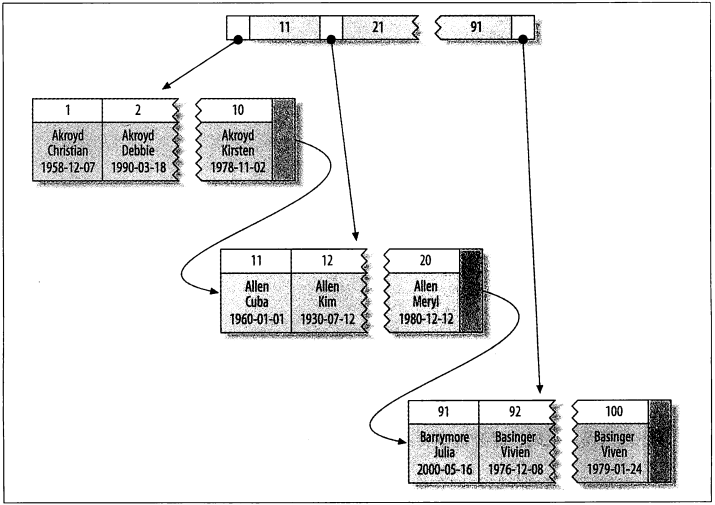 11 21 91
1 2 10
Akroyd Akroyd Akroyd
Christian Debbie Kirsten
1958-12-07 1990-03-18 1978-11-02
11 12 20
Allen Allen Allen
Cuba Kim Meryl
1960-01-01 1930-07-12 1980-12-12
91 92 100
Barrymore Basinger Basinger
Julia Vivien Viven
2000-05-16 1976-12-08 1979-01-24